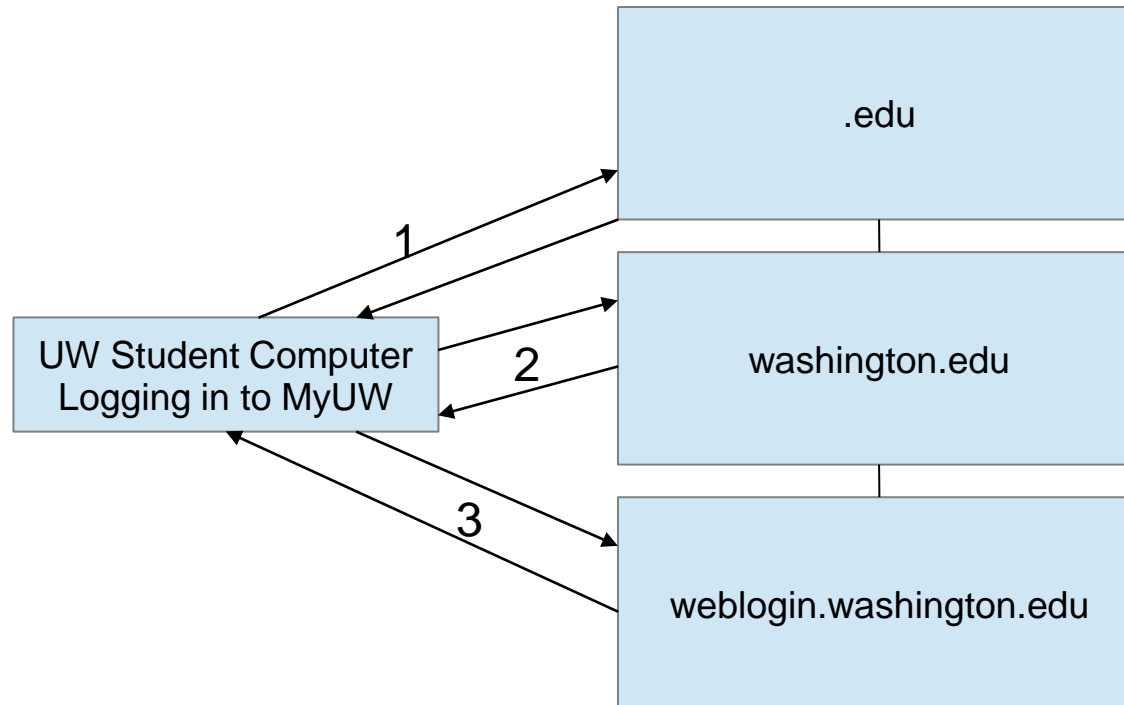 .edu
1
UW Student Computer
Logging in to MyUW
2
washington.edu
3
weblogin.washington.edu